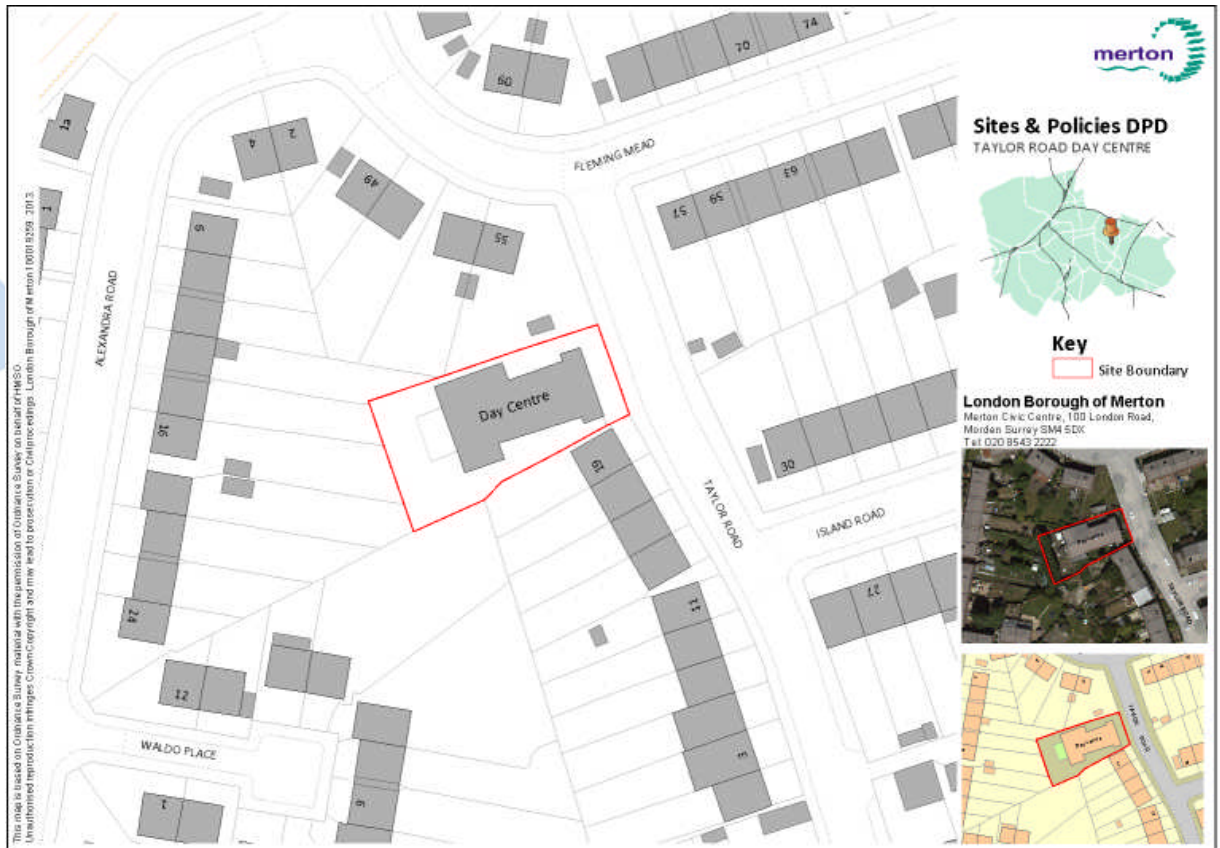 merton
Sites & Policies DPD
TAYLOR ROAD DAY CENTRE
Key
Site Boundary
London Borough of Merton
Merton Civic Centre, 100 London Road,
Morden Surrey SM4 5DX
Tel 020 8543 2222
74
70
60
FLEMING MEAD
1a
2
4
49
55
63
59
57
1
6
ALEXANDRA ROAD
Day Centre
16
19
TAYLOR ROAD
30
ISLAND ROAD
24
11
27
12
WALDO PLACE
3
1
6
This map is based on Ordnance Survey material with the permission of Ordnance Survey on behalf of HMSO.
Unauthorised reproduction infringes Crown Copyright and may lead to prosecution or Civil proceedings. London Borough of Merton 100019259. 2013.